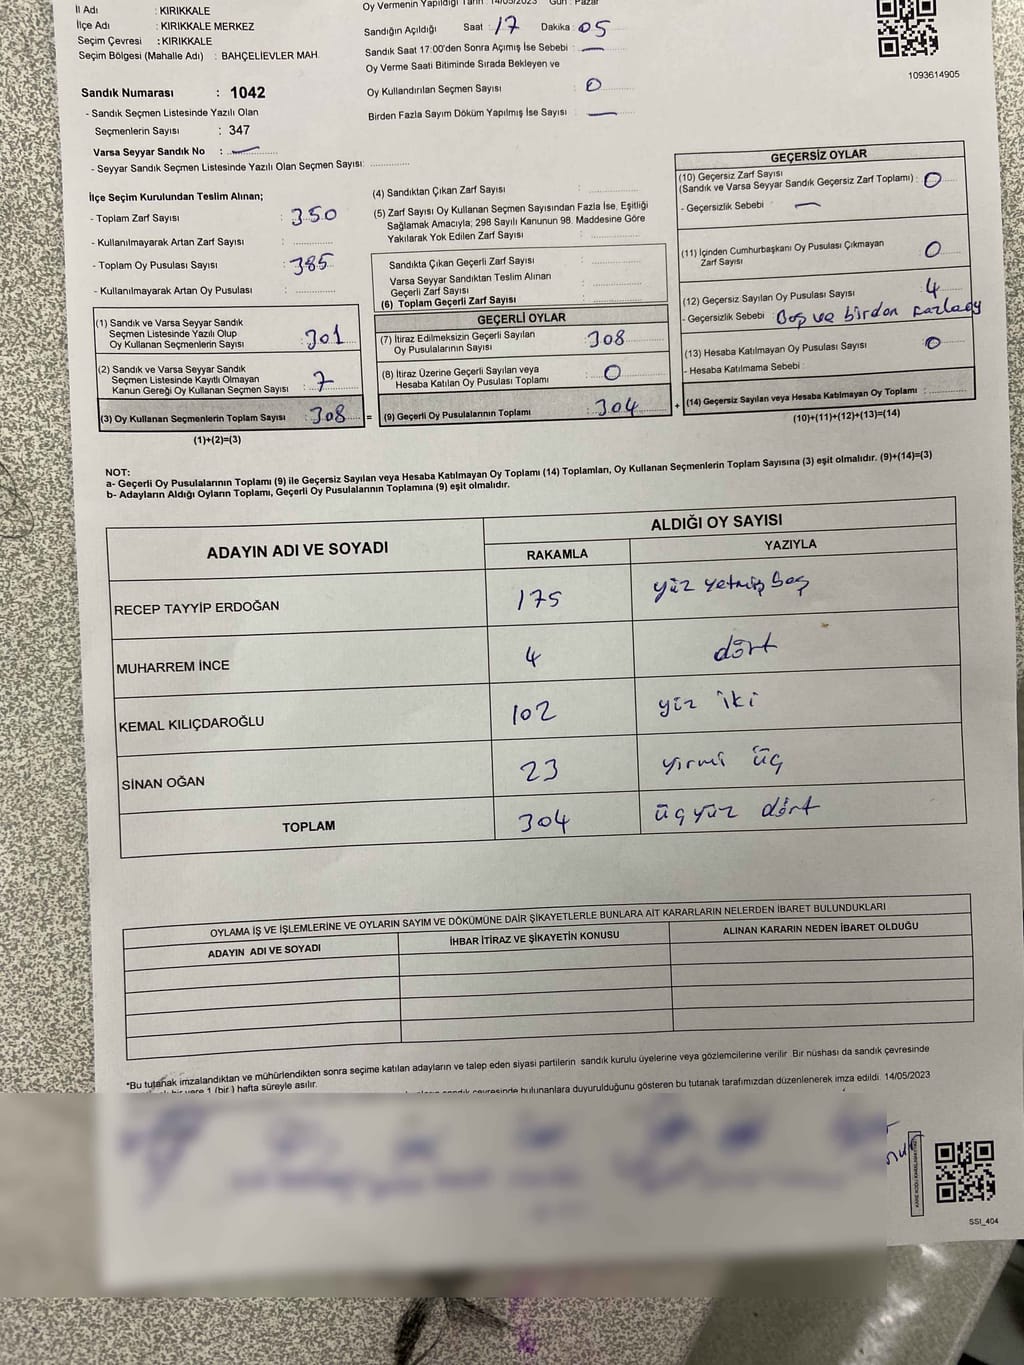 İl Adı : KIRIKKALE
İlçe Adı : KIRIKKALE MERKEZ
Seçim Çevresi : KIRIKKALE
Seçim Bölgesi (Mahalle Adı) : BAHÇELİEVLER MAH.
Sandık Numarası : 1042
- Sandık Seçmen Listesinde Yazılı Olan
Seçmenlerin Sayısı : 347
Varsa Seyyar Sandık No : —
- Seyyar Sandık Seçmen Listesinde Yazılı Olan Seçmen Sayısı:
Oy Vermenin Yapıldığı Tarih : 14/05/2023 Gün : Pazar
Sandığın Açıldığı Saat : 17 Dakika : 05
Sandık Saat 17:00'den Sonra Açımış İse Sebebi : —
Oy Verme Saati Bitiminde Sırada Bekleyen ve
Oy Kullandırılan Seçmen Sayısı : 0
Birden Fazla Sayım Döküm Yapılmış İse Sayısı : —
1093614905
İlçe Seçim Kurulundan Teslim Alınan;
- Toplam Zarf Sayısı : 350
- Kullanılmayarak Artan Zarf Sayısı :
- Toplam Oy Pusulası Sayısı : 385
- Kullanılmayarak Artan Oy Pusulası :
(1) Sandık ve Varsa Seyyar Sandık
Seçmen Listesinde Yazılı Olup
Oy Kullanan Seçmenlerin Sayısı : 301
(2) Sandık ve Varsa Seyyar Sandık
Seçmen Listesinde Kayıtlı Olmayan
Kanun Gereği Oy Kullanan Seçmen Sayısı : 7
(3) Oy Kullanan Seçmenlerin Toplam Sayısı : 308 =
(1)+(2)=(3)
(4) Sandıktan Çıkan Zarf Sayısı :
(5) Zarf Sayısı Oy Kullanan Seçmen Sayısından Fazla İse, Eşitliği
Sağlamak Amacıyla; 298 Sayılı Kanunun 98. Maddesine Göre
Yakılarak Yok Edilen Zarf Sayısı :
Sandıkta Çıkan Geçerli Zarf Sayısı :
Varsa Seyyar Sandıktan Teslim Alınan
Geçerli Zarf Sayısı :
(6) Toplam Geçerli Zarf Sayısı :
GEÇERLİ OYLAR
(7) İtiraz Edilmeksizin Geçerli Sayılan
Oy Pusulalarının Sayısı : 308
(8) İtiraz Üzerine Geçerli Sayılan veya
Hesaba Katılan Oy Pusulası Toplamı : 0
(9) Geçerli Oy Pusulalarının Toplamı : 304 +
GEÇERSİZ OYLAR
(10) Geçersiz Zarf Sayısı
(Sandık ve Varsa Seyyar Sandık Geçersiz Zarf Toplamı) : 0
- Geçersizlik Sebebi : —
(11) İçinden Cumhurbaşkanı Oy Pusulası Çıkmayan
Zarf Sayısı : 0
(12) Geçersiz Sayılan Oy Pusulası Sayısı : 4
- Geçersizlik Sebebi : Boş ve birden
(13) Hesaba Katılmayan Oy Pusulası Sayısı : 0
- Hesaba Katılmama Sebebi :
(14) Geçersiz Sayılan veya Hesaba Katılmayan Oy Toplamı :
(10)+(11)+(12)+(13)=(14)
NOT:
a- Geçerli Oy Pusulalarının Toplamı (9) ile Geçersiz Sayılan veya Hesaba Katılmayan Oy Toplamı (14) Toplamları, Oy Kullanan Seçmenlerin Toplam Sayısına (3) eşit olmalıdır. (9)+(14)=(3)
b- Adayların Aldığı Oyların Toplamı, Geçerli Oy Pusulalarının Toplamına (9) eşit olmalıdır.
ADAYIN ADI VE SOYADI ALDIĞI OY SAYISI
RAKAMLA YAZIYLA
RECEP TAYYİP ERDOĞAN 175 yüz yetmiş beş
MUHARREM İNCE 4 dört
KEMAL KILIÇDAROĞLU 102 yüz iki
SİNAN OĞAN 23 yirmi üç
TOPLAM 304 üçyüz dört
OYLAMA İŞ VE İŞLEMLERİNE VE OYLARIN SAYIM VE DÖKÜMÜNE DAİR ŞİKAYETLERLE BUNLARA AİT KARARLARIN NELERDEN İBARET BULUNDUKLARI
ADAYIN ADI VE SOYADI İHBAR İTİRAZ VE ŞİKAYETİN KONUSU ALINAN KARARIN NEDEN İBARET OLDUĞU
*Bu tutanak imzalandıktan ve mühürlendikten sonra seçime katılan adayların ve talep eden siyasi partilerin sandık kurulu üyelerine veya gözlemcilerine verilir. Bir nüshası da sandık çevresinde
1 (bir) hafta süreyle asılır.
bulunanlara duyurulduğunu gösteren bu tutanak tarafımızdan düzenlenerek imza edildi. 14/05/2023
SSI_404